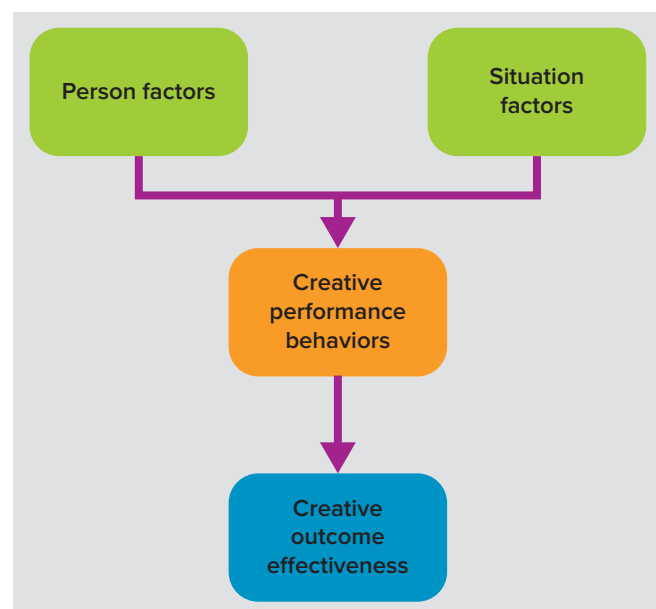 Person factors
Situation
factors
Creative
performance
behaviors
Creative
outcome
effectiveness